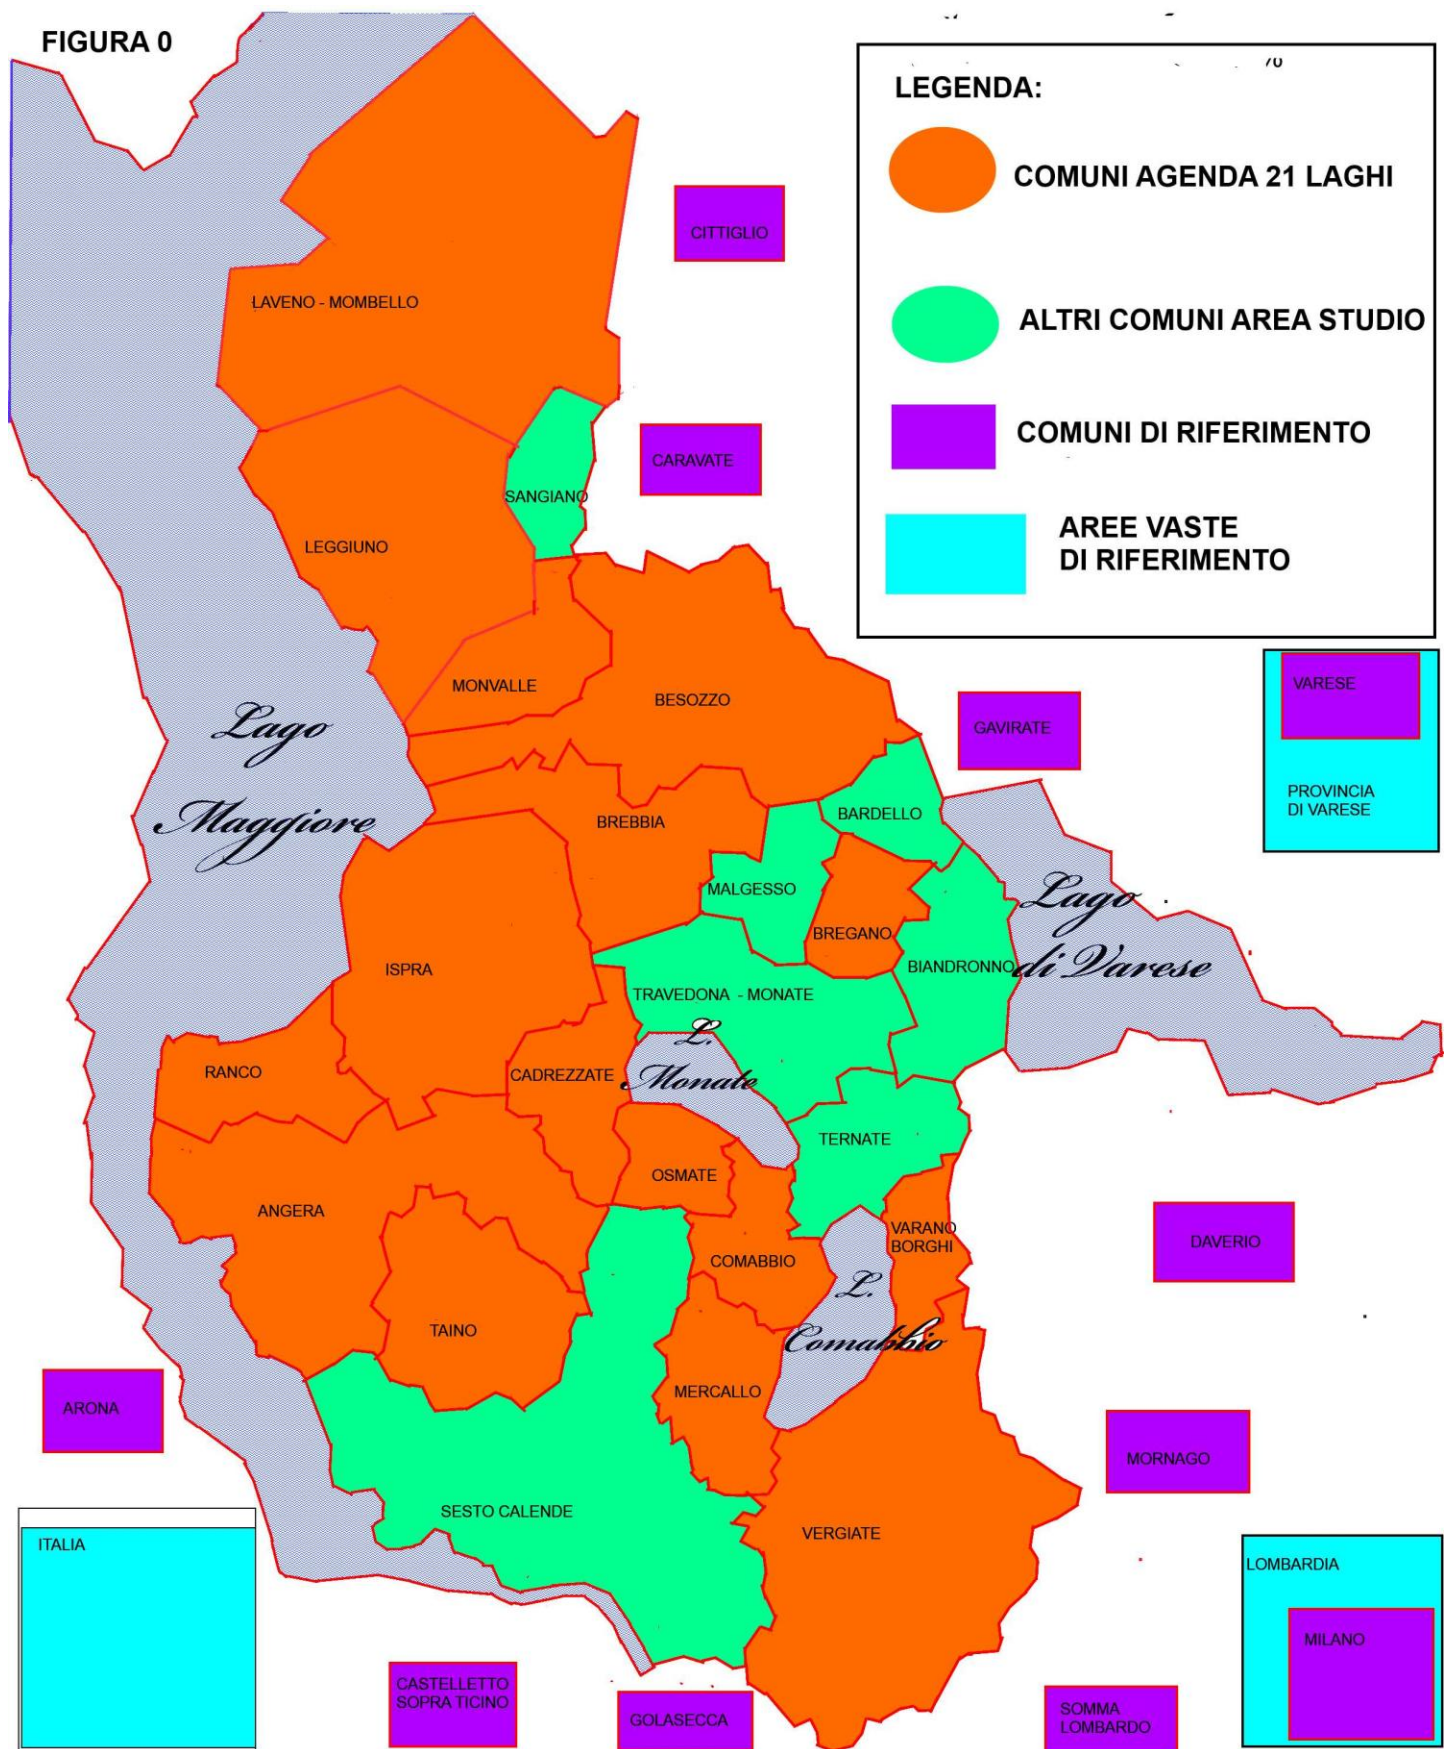 FIGURA 0
LEGENDA:
COMUNI AGENDA 21 LAGHI
ALTRI COMUNI AREA STUDIO
COMUNI DI RIFERIMENTO
AREE VASTE
DI RIFERIMENTO
CITTIGLIO
LAVENO - MOMBELLO
CARAVATE
SANGIANO
LEGGIUNO
MONVALLE
BESOZZO
GAVIRATE
VARESE
PROVINCIA
DI VARESE
Lago
Maggiore
BREBBIA
BARDELLO
MALGESSO
BREGANO
BIANDRONNO
Lago
di Varese
ISPRA
TRAVEDONA - MONATE
L.
Monate
RANCO
CADREZZATE
TERNATE
OSMATE
ANGERA
VARANO
BORGHI
COMABBIO
DAVERIO
L.
Comabbio
TAINO
MERCALLO
ARONA
MORNAGO
SESTO CALENDE
VERGIATE
ITALIA
LOMBARDIA
MILANO
CASTELLETTO
SOPRA TICINO
GOLASECCA
SOMMA
LOMBARDO